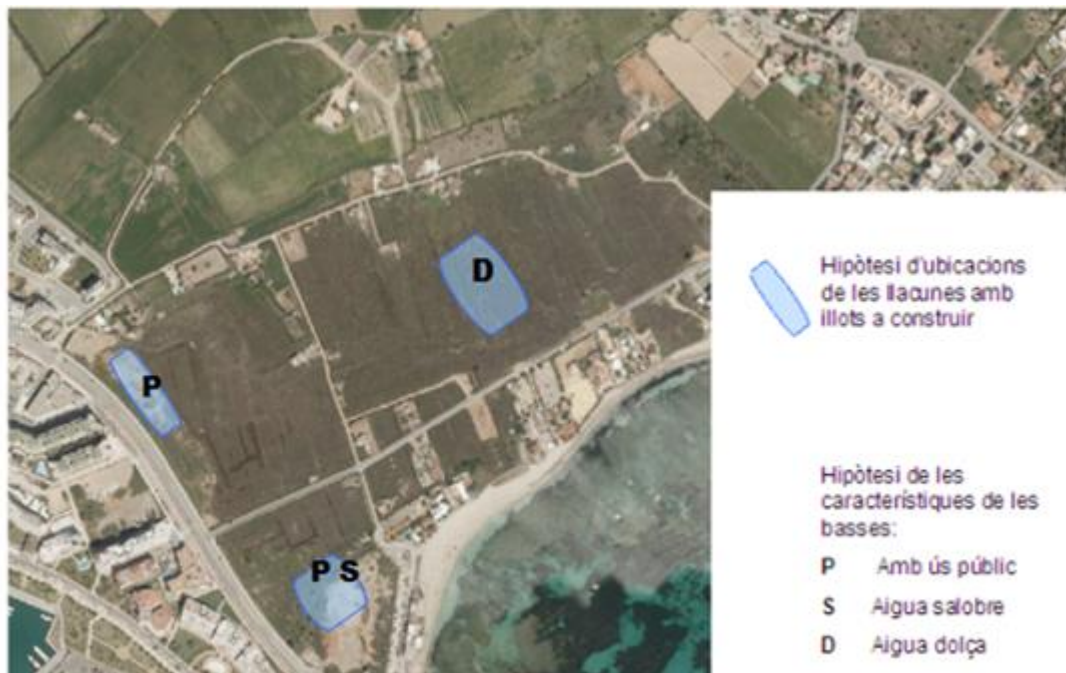 D
P
P S
Hipòtesi d'ubicacions
de les llacunes amb
illots a construir
Hipòtesi de les
característiques de les
basses:
P Amb ús públic
S Aigua salobre
D Aigua dolça